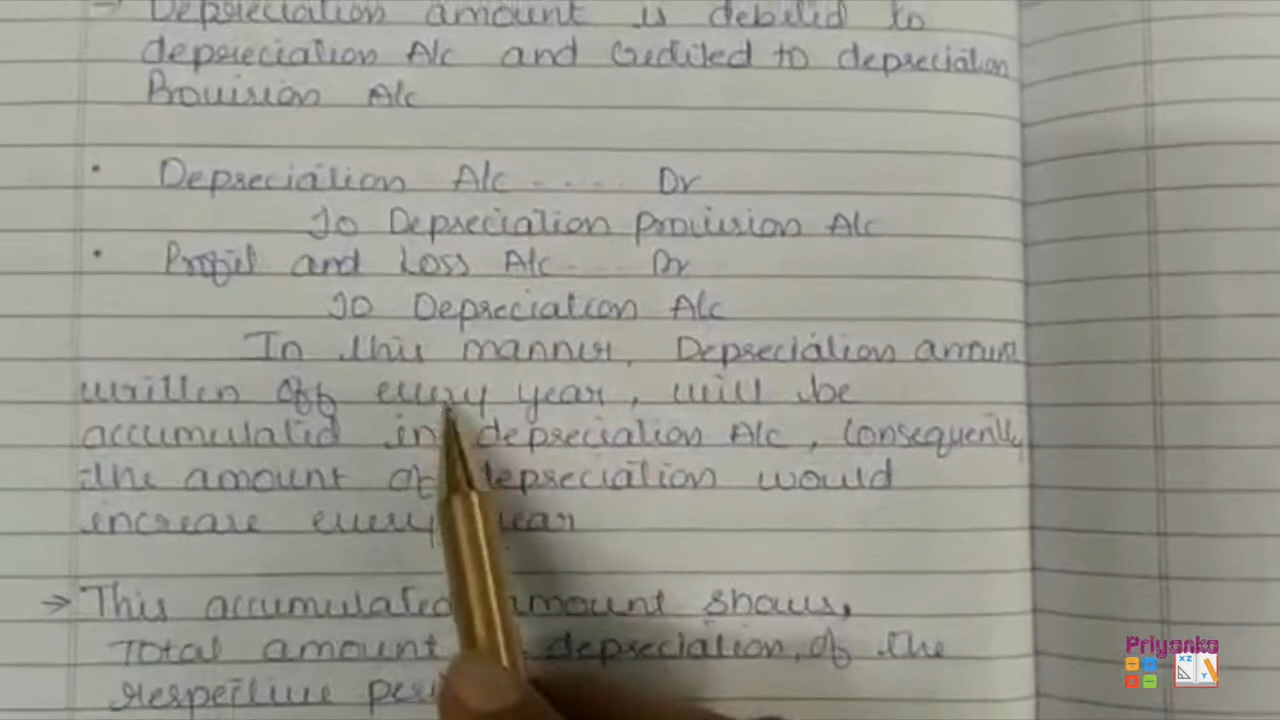 → Depreciation amount is debited to
depreciation A/c and Credited to depreciation
Provision A/c
• Depreciation A/c .... Dr
To Depreciation Provision A/c
• Profit and Loss A/c .. Dr
To Depreciation A/c
In this manner, Depreciation amount
written off every year, will be
accumulated in depreciation A/c, Consequently
the amount of depreciation would
increase every year
→ This accumulated amount shows,
Total amount depreciation, of the
respective
Priyanka